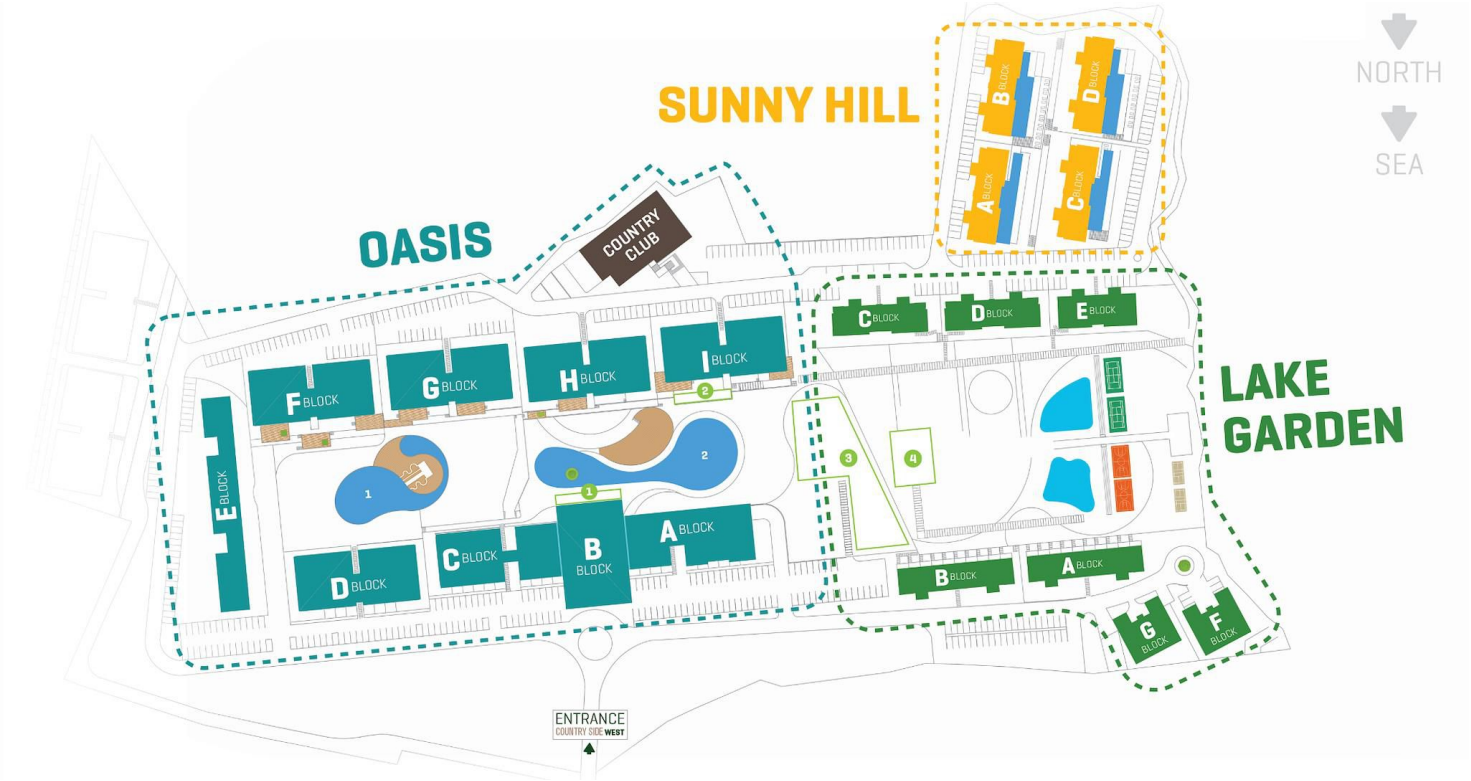 NORTH
SEA
SUNNY HILL
B BLOCK
D BLOCK
A BLOCK
C BLOCK
OASIS
COUNTRY
CLUB
F BLOCK
G BLOCK
H BLOCK
I BLOCK
2
E BLOCK
1
2
1
D BLOCK
C BLOCK
B
BLOCK
A BLOCK
3
4
LAKE
GARDEN
C BLOCK
D BLOCK
E BLOCK
B BLOCK
A BLOCK
G
BLOCK
F
BLOCK
ENTRANCE
COUNTRY SIDE WEST